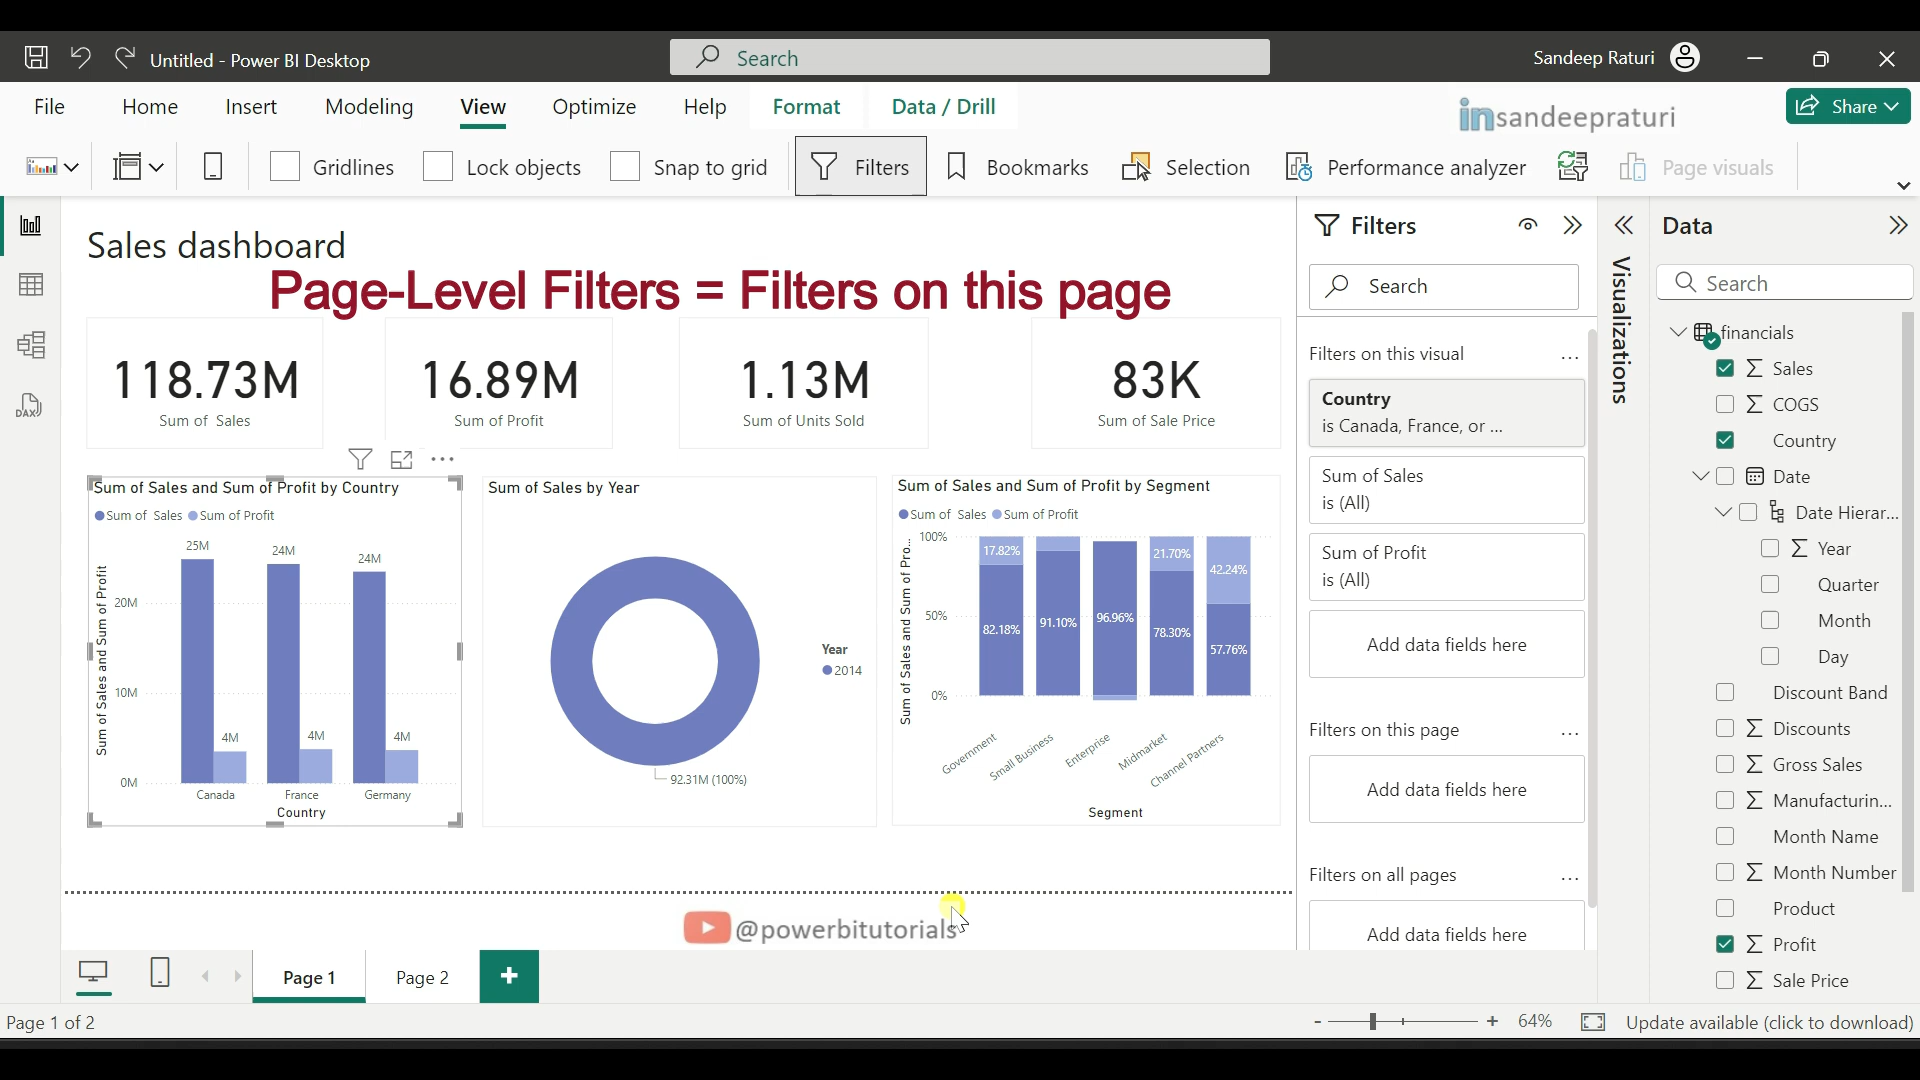 Untitled - Power BI Desktop
Search
Sandeep Raturi
File Home Insert Modeling View Optimize Help Format Data / Drill
insandeepraturi
Share
Gridlines Lock objects Snap to grid Filters Bookmarks Selection Performance analyzer Page visuals
DAX
Sales dashboard
Page-Level Filters = Filters on this page
118.73M
Sum of Sales
16.89M
Sum of Profit
1.13M
Sum of Units Sold
83K
Sum of Sale Price
Sum of Sales and Sum of Profit by Country
Sum of Sales Sum of Profit
Sum of Sales and Sum of Profit
20M
10M
0M
25M
24M
24M
4M
4M
4M
Canada France Germany
Country
Sum of Sales by Year
Year
2014
92.31M (100%)
Sum of Sales and Sum of Profit by Segment
Sum of Sales Sum of Profit
Sum of Sales and Sum of Pro...
100%
50%
0%
17.82%
82.18%
91.10%
96.96%
21.70%
78.30%
42.24%
57.76%
Government
Small Business
Enterprise
Midmarket
Channel Partners
Segment
@powerbitutorials
Filters
Search
Filters on this visual ...
Country
is Canada, France, or ...
Sum of Sales
is (All)
Sum of Profit
is (All)
Add data fields here
Filters on this page ...
Add data fields here
Filters on all pages ...
Add data fields here
Visualizations
Data
Search
financials
Sales
COGS
Country
Date
Date Hierar...
Year
Quarter
Month
Day
Discount Band
Discounts
Gross Sales
Manufacturin...
Month Name
Month Number
Product
Profit
Sale Price
Page 1 Page 2 +
Page 1 of 2
- + 64%
Update available (click to download)